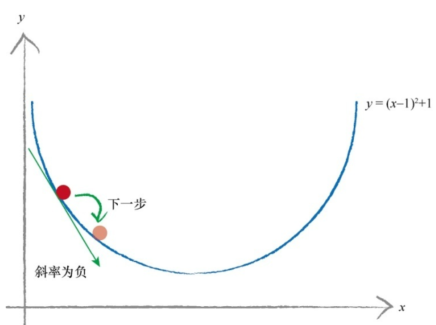 y
y = (x–1)²+1
下一步
斜率为负
x